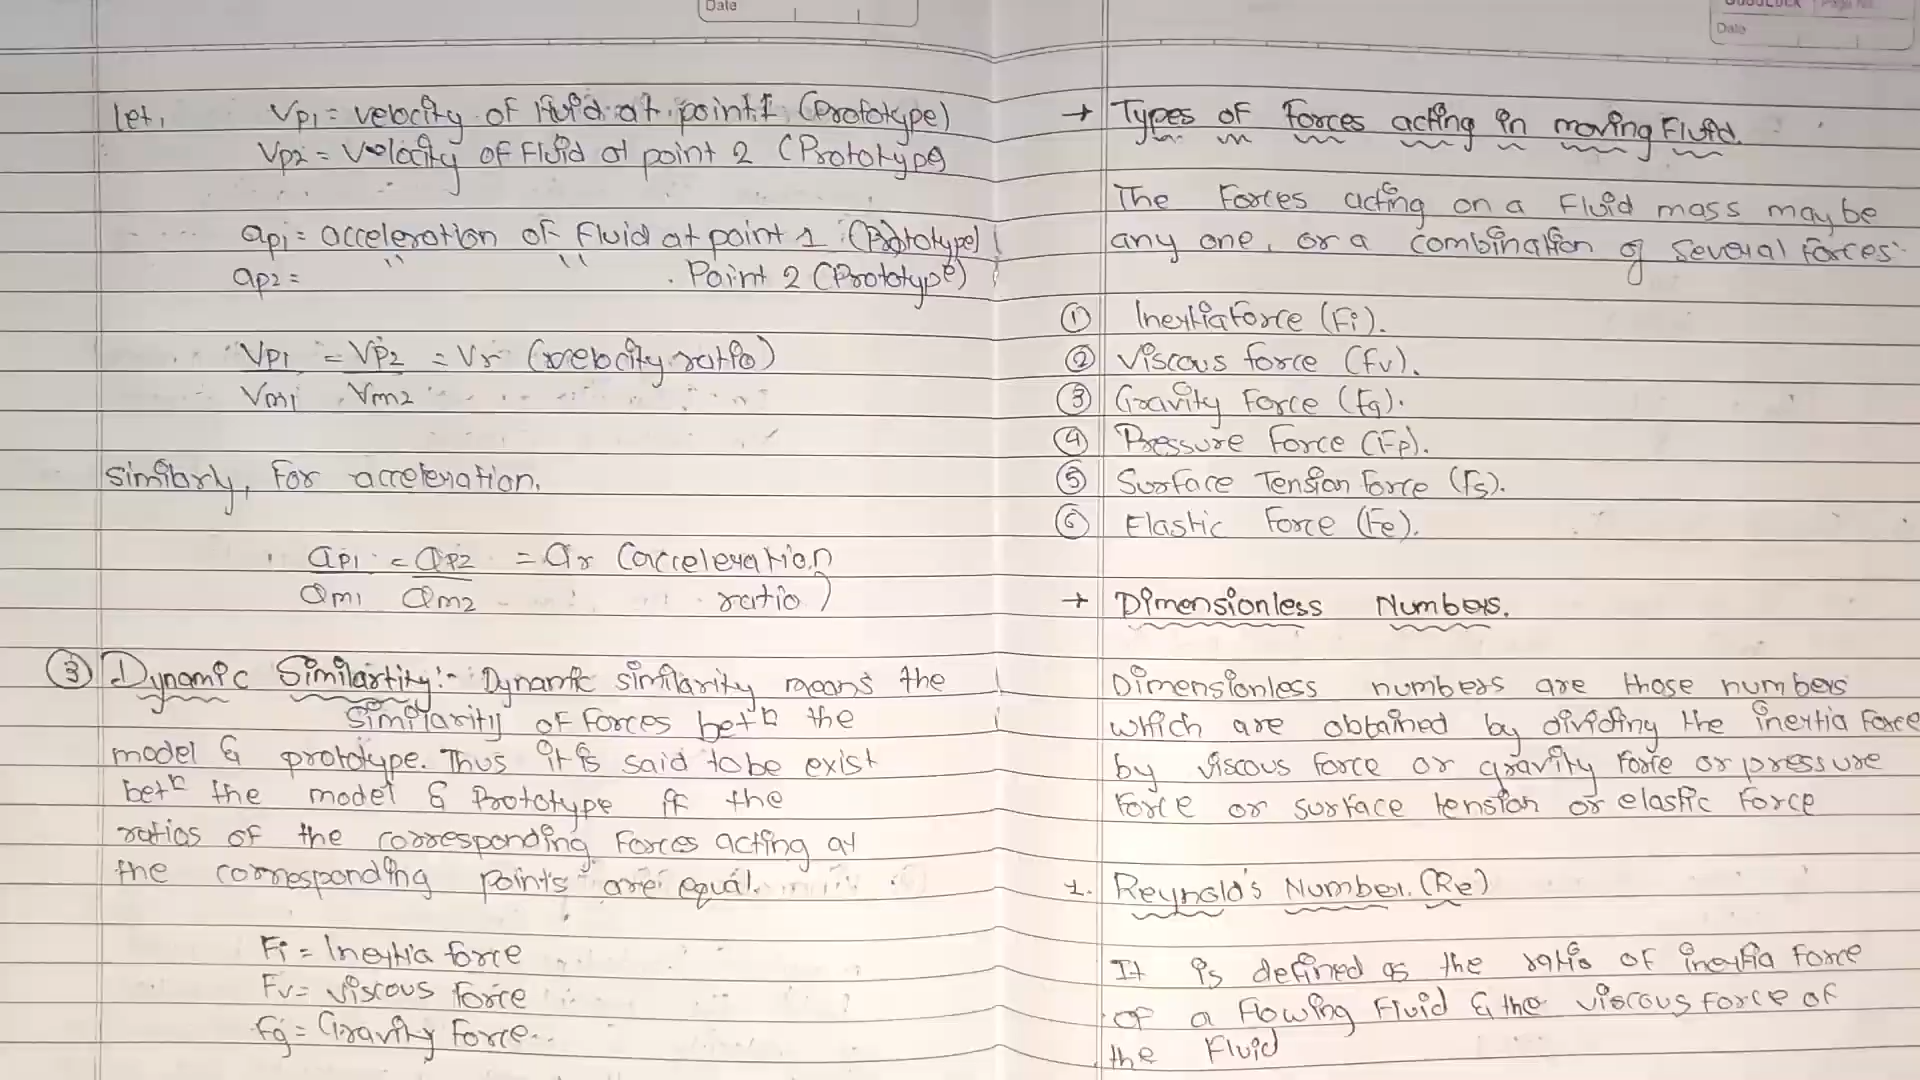 Date
let, Vp1 = velocity of fluid at point 1 (Prototype)
Vp2 = Velocity of Fluid at point 2 (Prototype)
ap1 = acceleration of fluid at point 1 (Prototype)
ap2 = " " Point 2 (Prototype)
Vp1 = Vp2 = Vr (velocity ratio)
Vm1 Vm2
similarly, For acceleration.
ap1 = ap2 = ar (acceleration
am1 am2 ratio)
③ Dynamic Similartity:- Dynamic similarity means the
Similarity of forces betn the
model & prototype. Thus it is said to be exist
betn the model & Prototype if the
ratios of the corresponding Forces acting at
the corresponding points are equal.
Fi = Inertia force
Fv = viscous force
Fg = Gravity Force
Page No.
Date
→ Types of forces acting in moving Fluid.
The Forces acting on a Fluid mass may be
any one, or a combination of several forces:
① Inertia force (Fi).
② Viscous force (Fv).
③ Gravity Force (Fg).
④ Pressure Force (Fp).
⑤ Surface Tension Force (Fs).
⑥ Elastic Force (Fe).
→ Dimensionless Numbers.
Dimensionless numbers are those numbers
which are obtained by dividing the inertia force
by viscous force or gravity force or pressure
force or surface tension or elastic force
1. Reynold's Number. (Re)
It is defined as the ratio of inertia force
of a flowing Fluid & the viscous force of
the Fluid